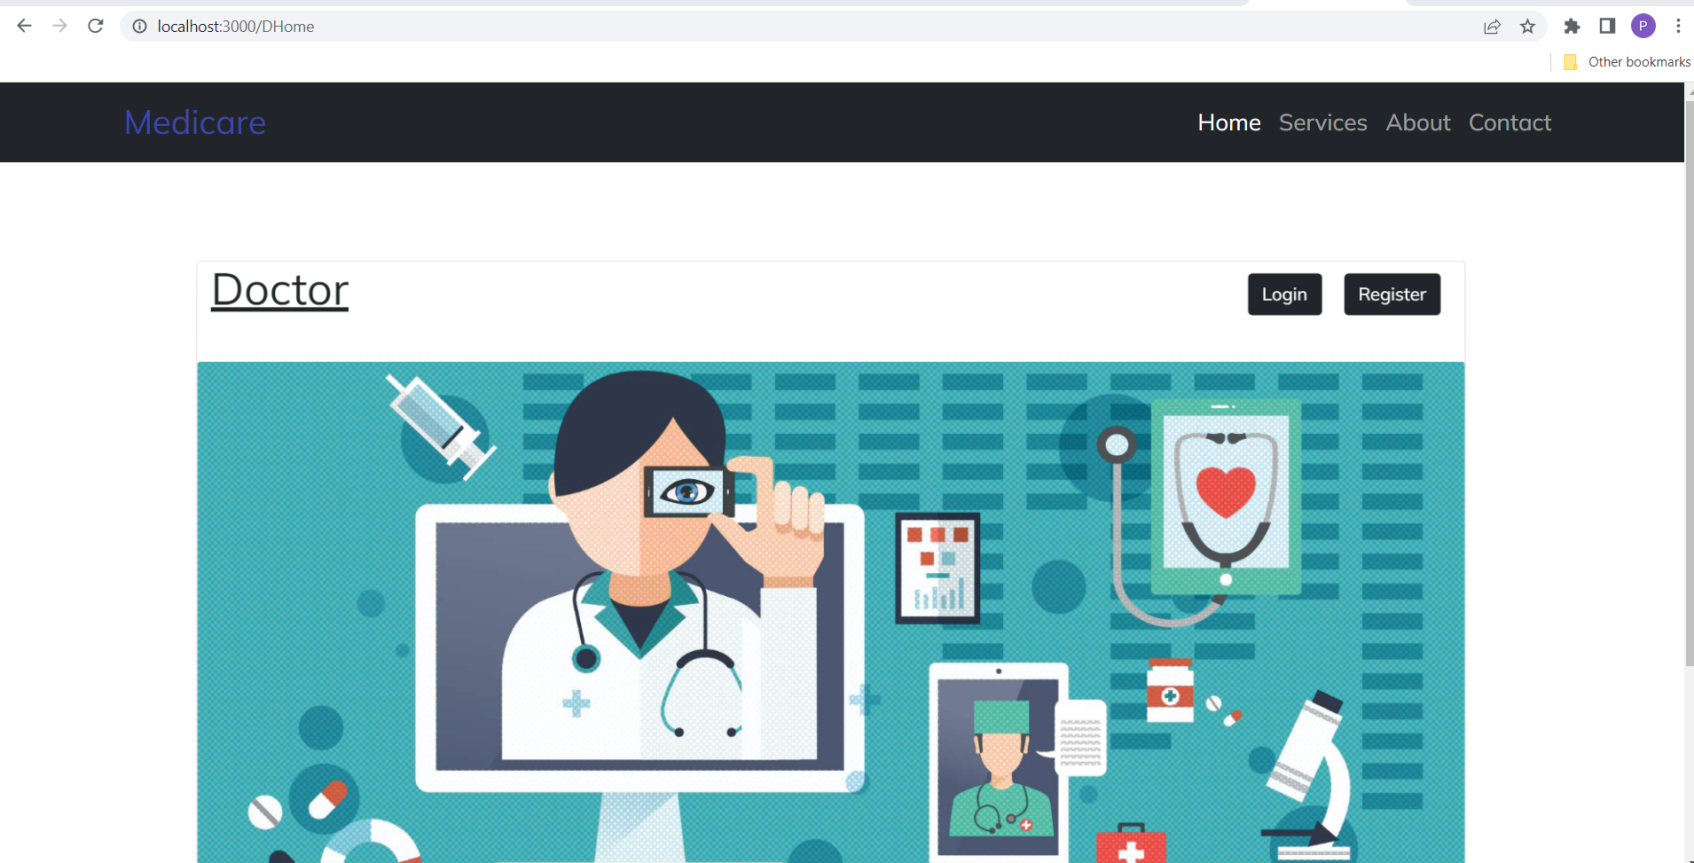 localhost:3000/DHome
P
Other bookmarks
Medicare
Home Services About Contact
Doctor
Login Register